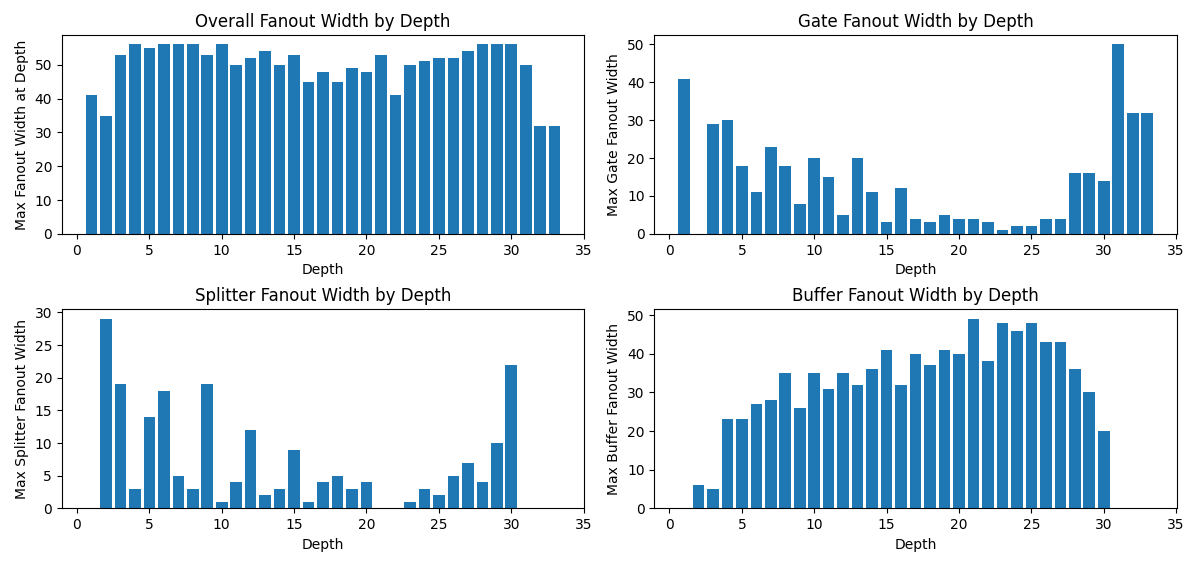 Overall Fanout Width by Depth
Max Fanout Width at Depth
50
40
30
20
10
0
0 5 10 15 20 25 30 35
Depth
Gate Fanout Width by Depth
Max Gate Fanout Width
50
40
30
20
10
0
0 5 10 15 20 25 30 35
Depth
Splitter Fanout Width by Depth
Max Splitter Fanout Width
30
25
20
15
10
5
0
0 5 10 15 20 25 30 35
Depth
Buffer Fanout Width by Depth
Max Buffer Fanout Width
50
40
30
20
10
0
0 5 10 15 20 25 30 35
Depth